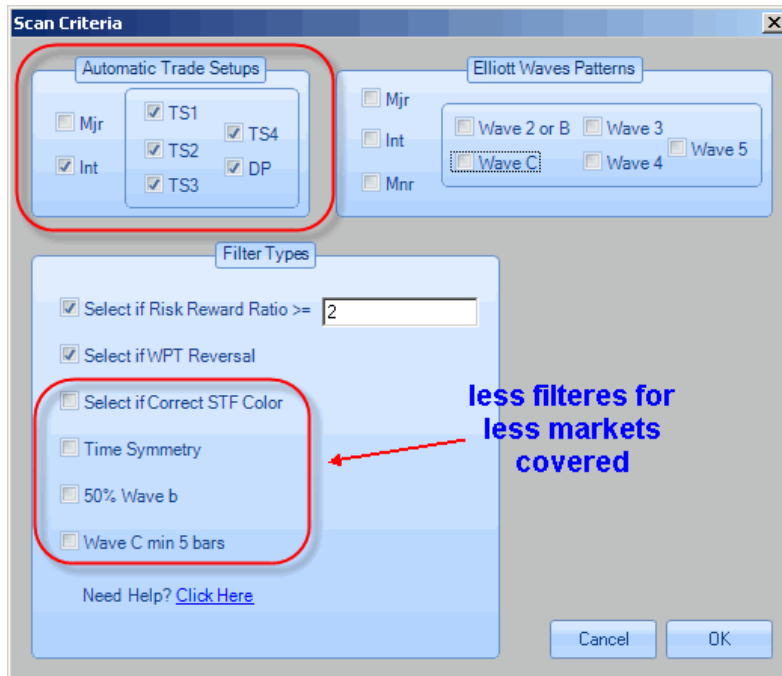 Scan Criteria
Automatic Trade Setups
Mjr
Int
TS1
TS2
TS3
TS4
DP
Elliott Waves Patterns
Mjr
Int
Mnr
Wave 2 or B
Wave C
Wave 3
Wave 4
Wave 5
Filter Types
Select if Risk Reward Ratio >= 2
Select if WPT Reversal
Select if Correct STF Color
Time Symmetry
50% Wave b
Wave C min 5 bars
Need Help? Click Here
less filteres for
less markets
covered
Cancel
OK